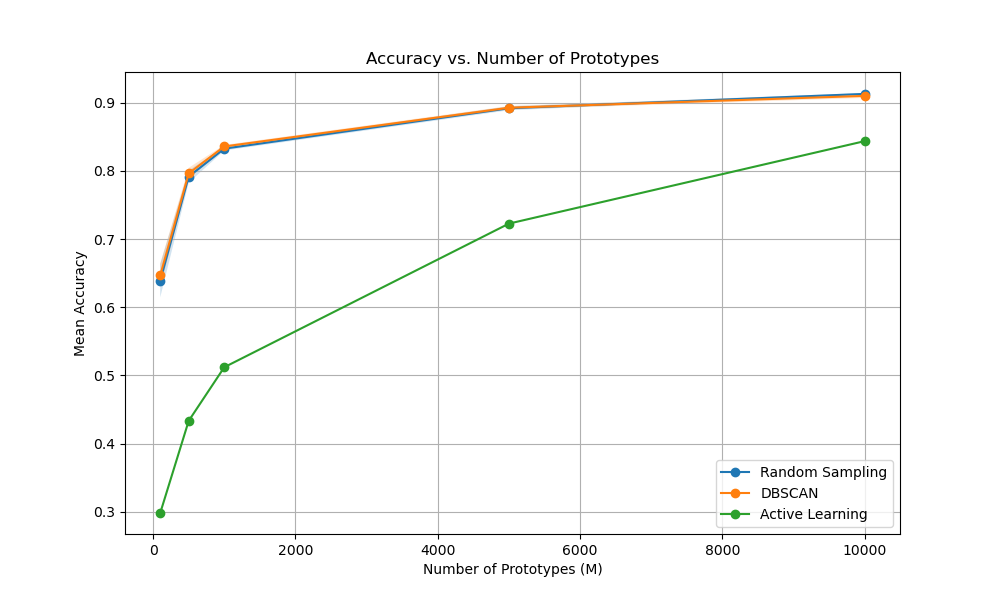 Accuracy vs. Number of Prototypes
Mean Accuracy
0.9
0.8
0.7
0.6
0.5
0.4
0.3
0 2000 4000 6000 8000 10000
Number of Prototypes (M)
Random Sampling
DBSCAN
Active Learning